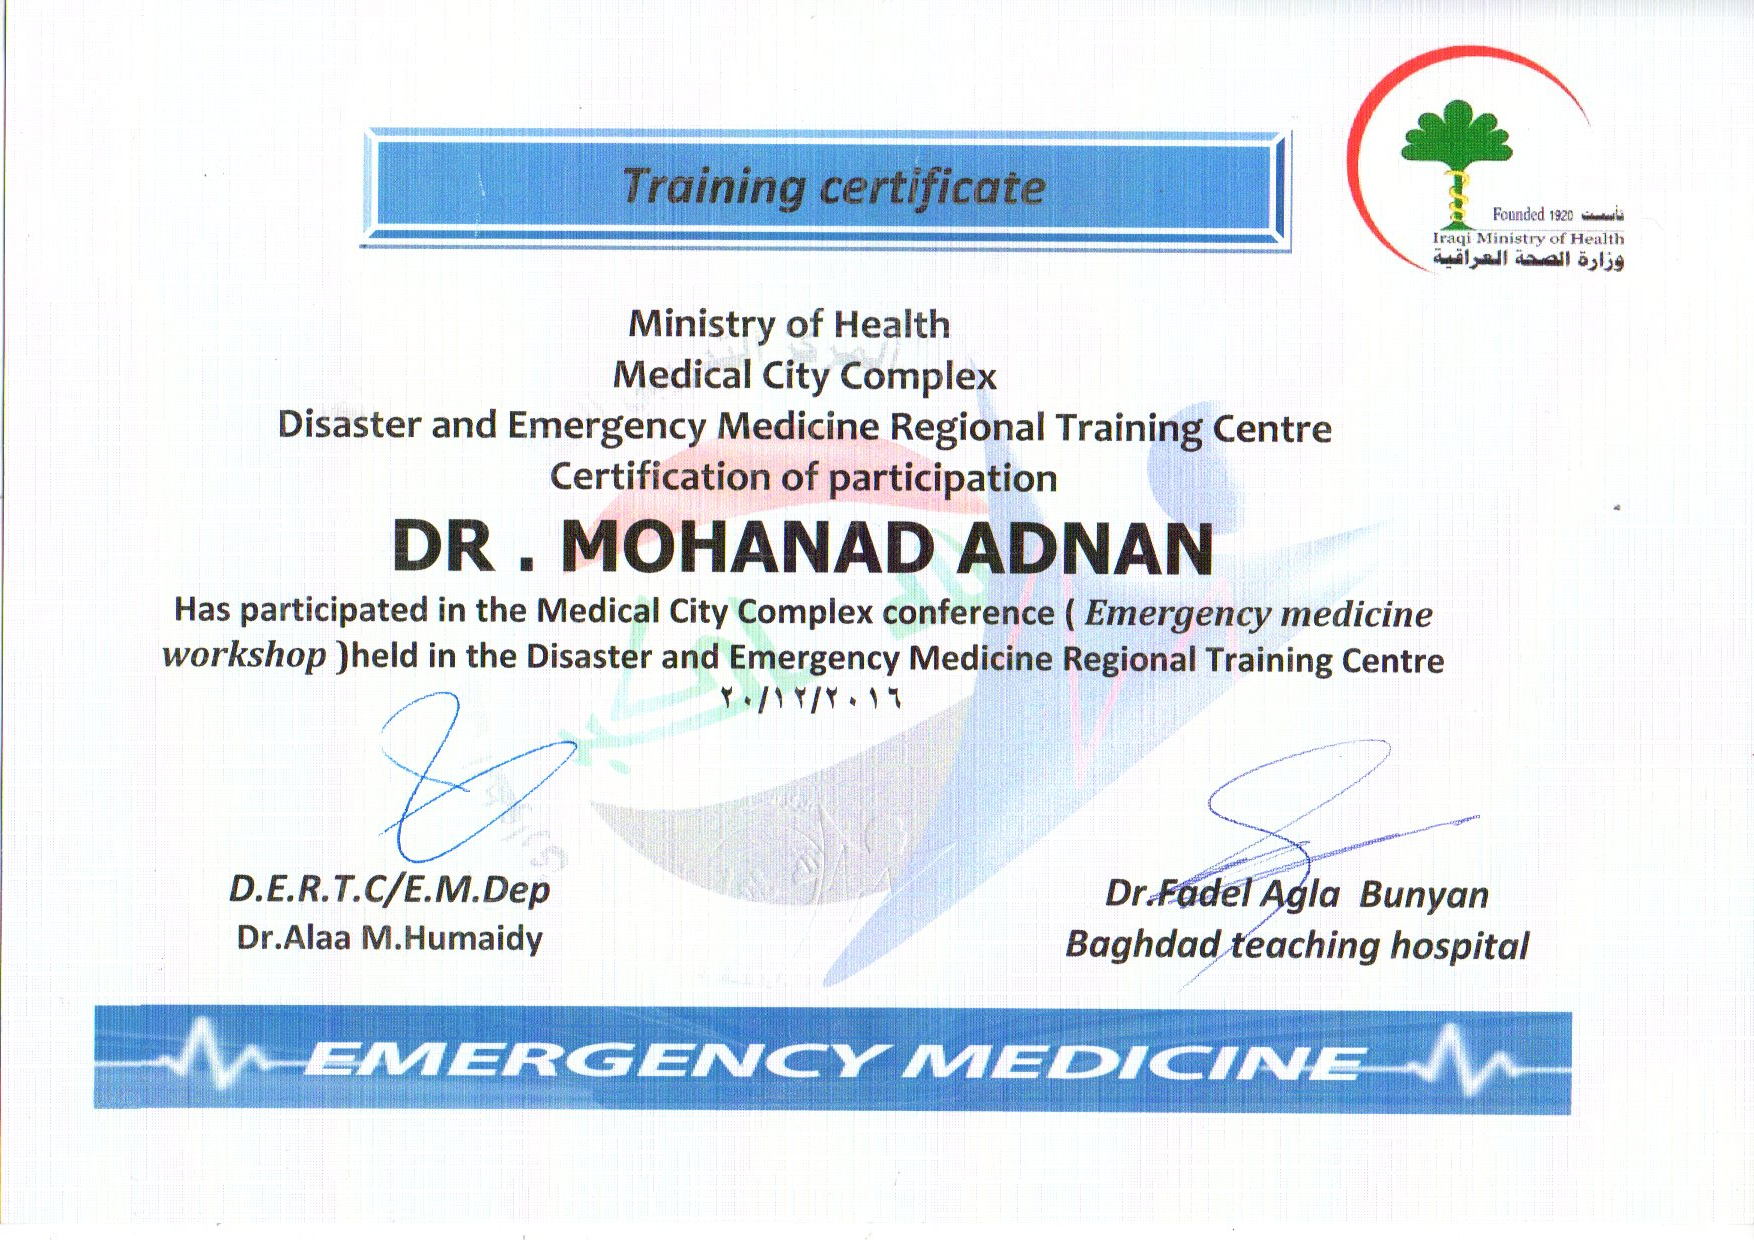 Training certificate
Founded 1920 تأسست
Iraqi Ministry of Health
وزارة الصحة العراقية
Ministry of Health
Medical City Complex
Disaster and Emergency Medicine Regional Training Centre
Certification of participation
DR . MOHANAD ADNAN
Has participated in the Medical City Complex conference ( Emergency medicine
workshop )held in the Disaster and Emergency Medicine Regional Training Centre
٢٠/١٢/٢٠١٦
D.E.R.T.C/E.M.Dep
Dr.Alaa M.Humaidy
Dr.Fadel Agla Bunyan
Baghdad teaching hospital
EMERGENCY MEDICINE